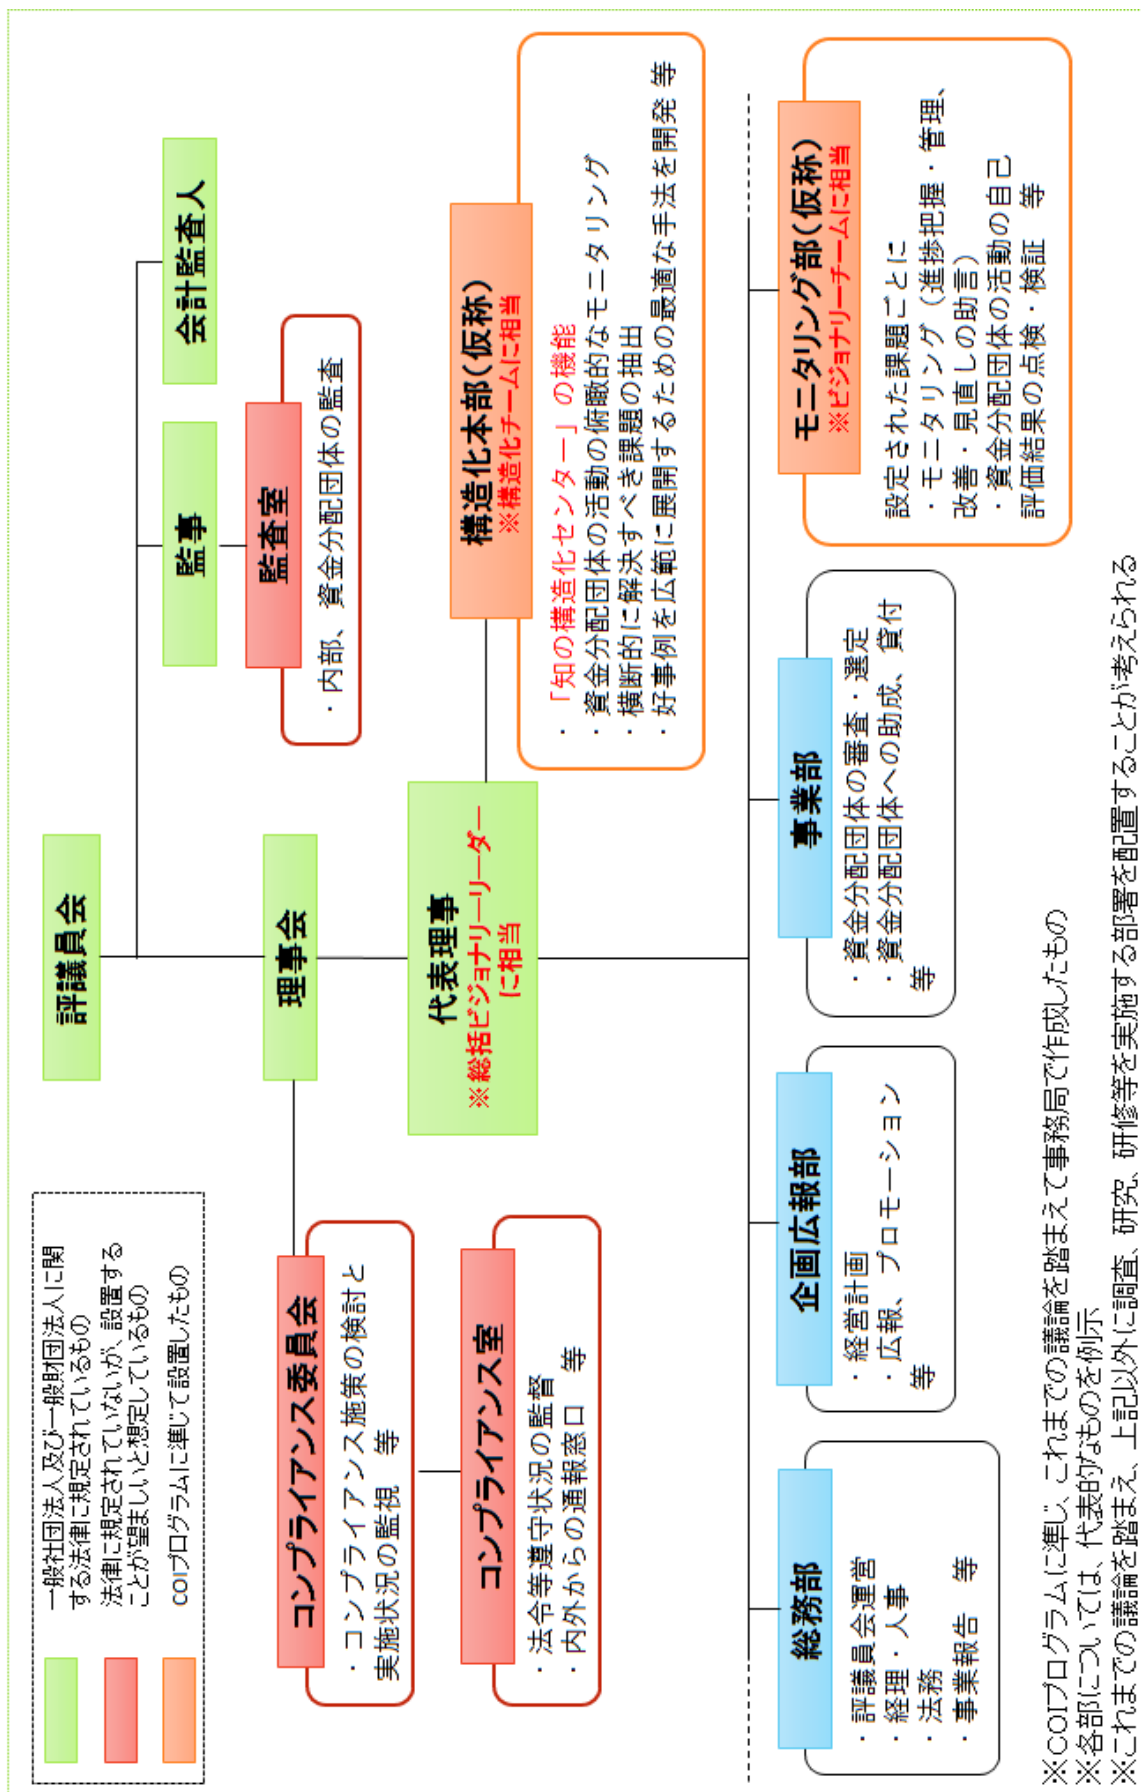 一般社団法人及び一般財団法人に関
する法律に規定されているもの
法律に規定されていないが、設置する
ことが望ましいと想定しているもの
COIプログラムに準じて設置したもの
評議員会
監事
会計監査人
監査室
・内部、資金分配団体の監査
理事会
コンプライアンス委員会
・コンプライアンス施策の検討と
実施状況の監視　等
コンプライアンス室
・法令等遵守状況の監督
・内外からの通報窓口　等
代表理事
※総括ビジョナリーリーダー
に相当
構造化本部(仮称)
※構造化チームに相当
・「知の構造化センター」の機能
・資金分配団体の活動の俯瞰的なモニタリング
・横断的に解決すべき課題の抽出
・好事例を広範に展開するための最適な手法を開発 等
総務部
・評議員会運営
・経理・人事
・法務
・事業報告　等
企画広報部
・経営計画
・広報、プロモーション
等
事業部
・資金分配団体の審査・選定
・資金分配団体への助成、貸付
等
モニタリング部(仮称)
※ビジョナリーチームに相当
設定された課題ごとに
・モニタリング（進捗把握・管理、
改善・見直しの助言）
・資金分配団体の活動の自己
評価結果の点検・検証　等
※COIプログラムに準じ、これまでの議論を踏まえて事務局で作成したもの
※各部については、代表的なものを例示
※これまでの議論を踏まえ、上記以外に調査、研究、研修等を実施する部署を配置することが考えられる